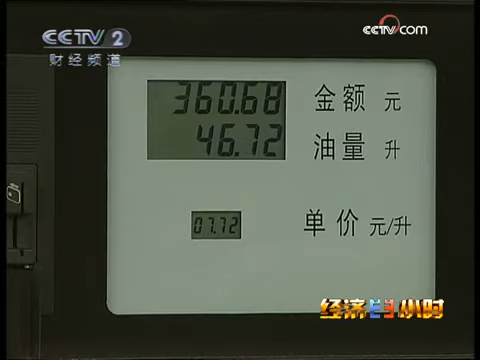 CCTV 2
财经频道
CCTV.com
360.68 金额 元
46.72 油量 升
07.72 单价 元/升
经济半小时